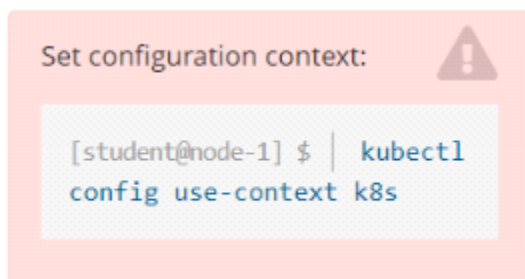 Set configuration context:
[student@node-1] $ | kubectl
config use-context k8s